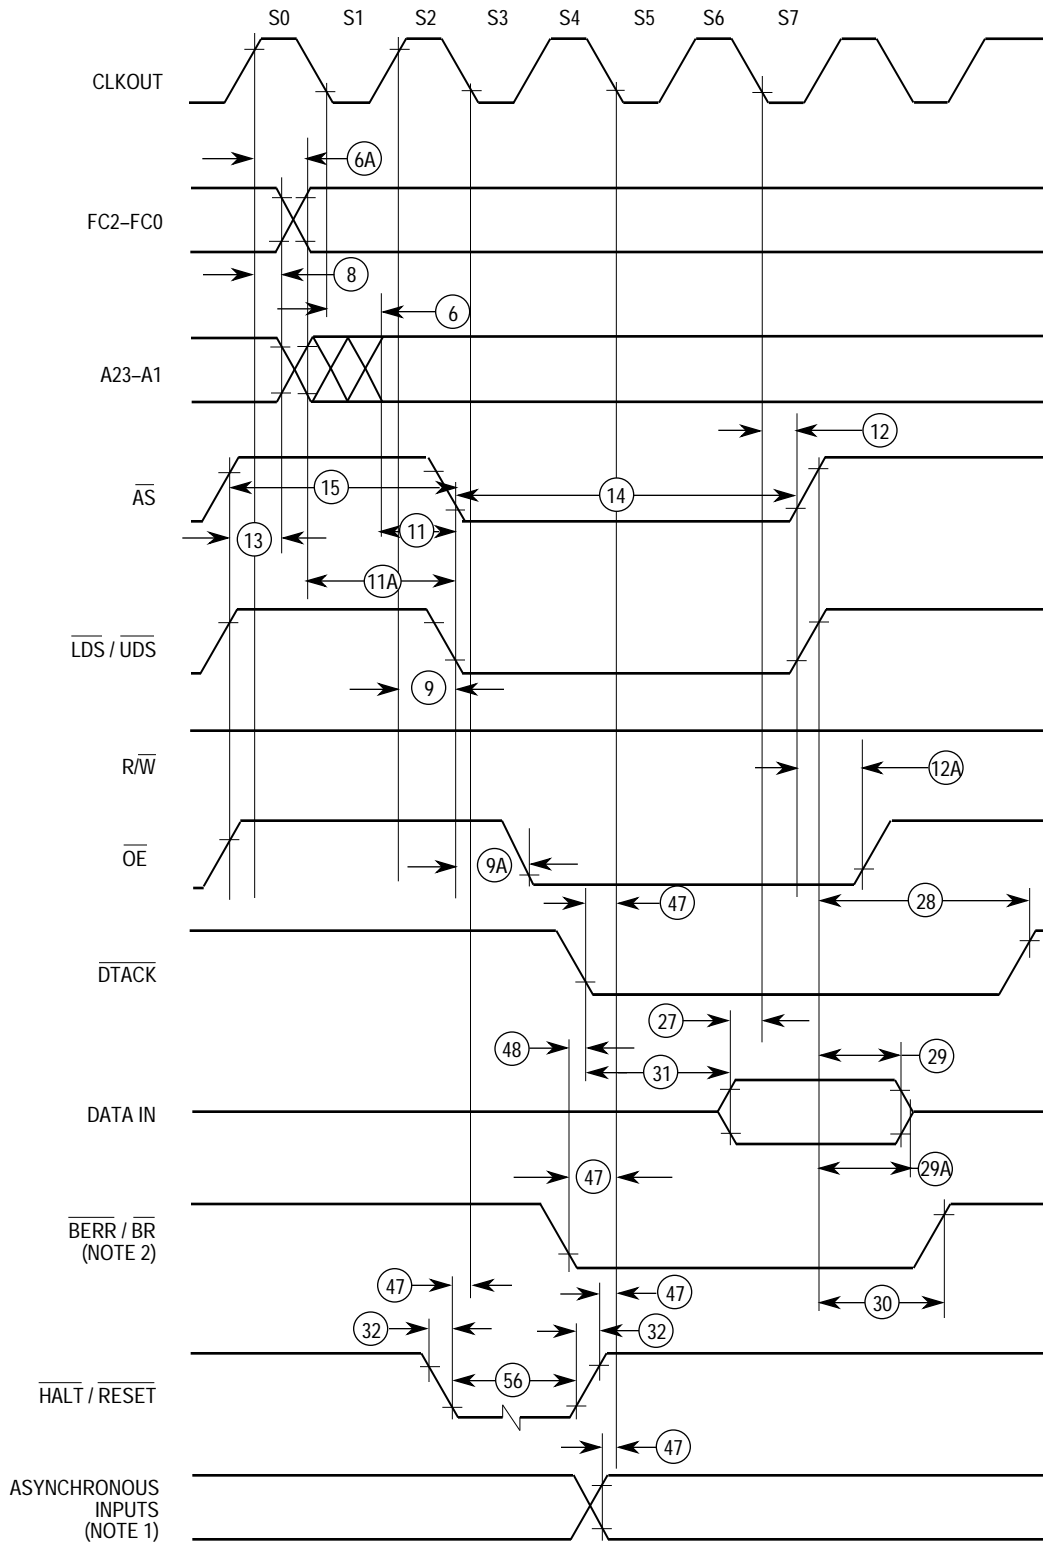 S0 S1 S2 S3 S4 S5 S6 S7
CLKOUT
6A
FC2–FC0
8
6
A23–A1
12
AS
15
14
11
13
11A
LDS / UDS
9
R/W
12A
OE
9A
47
28
DTACK
27
48
29
31
DATA IN
29A
47
BERR / BR
(NOTE 2)
47
47
30
32
32
HALT / RESET
56
47
ASYNCHRONOUS
INPUTS
(NOTE 1)